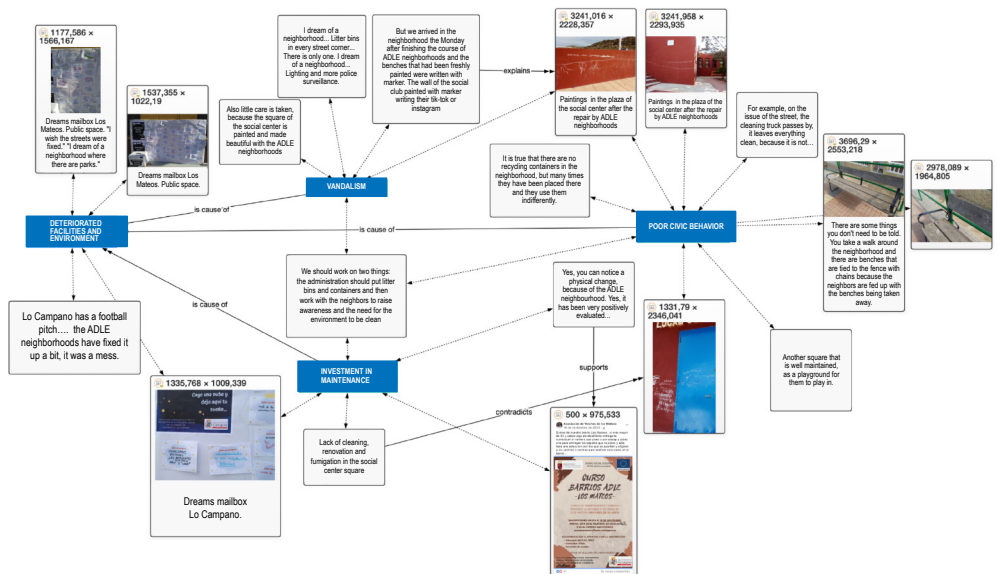 1177,586 ×
1566,167
Dreams mailbox Los
Mateos. Public space. "I
wish the streets were
fixed." "I dream of a
neighborhood where
there are parks."
1537,355 ×
1022,19
Dreams mailbox Los
Mateos. Public space.
I dream of a
neighborhood... Litter bins
in every street corner...
There is only one. I dream
of a neighborhood...
Lighting and more police
surveillance.
But we arrived in the
neighborhood the Monday
after finishing the course of
ADLE neighborhoods and the
benches that had been freshly
painted were written with
marker. The wall of the social
club painted with marker
writing their tik-tok or
instagram
explains
3241,016 ×
2228,357
Paintings in the plaza of
the social center after the
repair by ADLE
neighborhoods
3241,958 ×
2293,935
Paintings in the plaza of
the social center after the
repair by ADLE
neighborhoods
Also little care is taken,
because the square of
the social center is
painted and made
beautiful with the ADLE
neighborhoods
For example, on the
issue of the street, the
cleaning truck passes by,
it leaves everything
clean, because it is not...
3696,29 ×
2553,218
There are some things
you don't need to be told.
You take a walk around
the neighborhood and
there are benches that
are tied to the fence with
chains because the
neighbors are fed up with
the benches being taken
away.
2978,089 ×
1964,805
It is true that there are no
recycling containers in the
neighborhood, but many times
they have been placed there
and they use them
indifferently.
VANDALISM
is cause of
DETERIORATED
FACILITIES AND
ENVIRONMENT
is cause of
POOR CIVIC BEHAVIOR
We should work on two things:
the administration should put litter
bins and containers and then
work with the neighbors to raise
awareness and the need for the
environment to be clean
Yes, you can notice a
physical change,
because of the ADLE
neighbourhood. Yes, it
has been very positively
evaluated...
is cause of
Lo Campano has a football
pitch.... the ADLE
neighborhoods have fixed it
up a bit, it was a mess.
1331,79 ×
2346,041
Another square that
is well maintained,
as a playground for
them to play in.
INVESTMENT IN
MAINTENANCE
supports
1335,768 × 1009,339
Coge una nube y
deja aquí tu
sueño...
Dreams mailbox
Lo Campano.
contradicts
Lack of cleaning,
renovation and
fumigation in the social
center square
500 × 975,533
CURSO
BARRIOS ADLE
-LOS MATEOS-